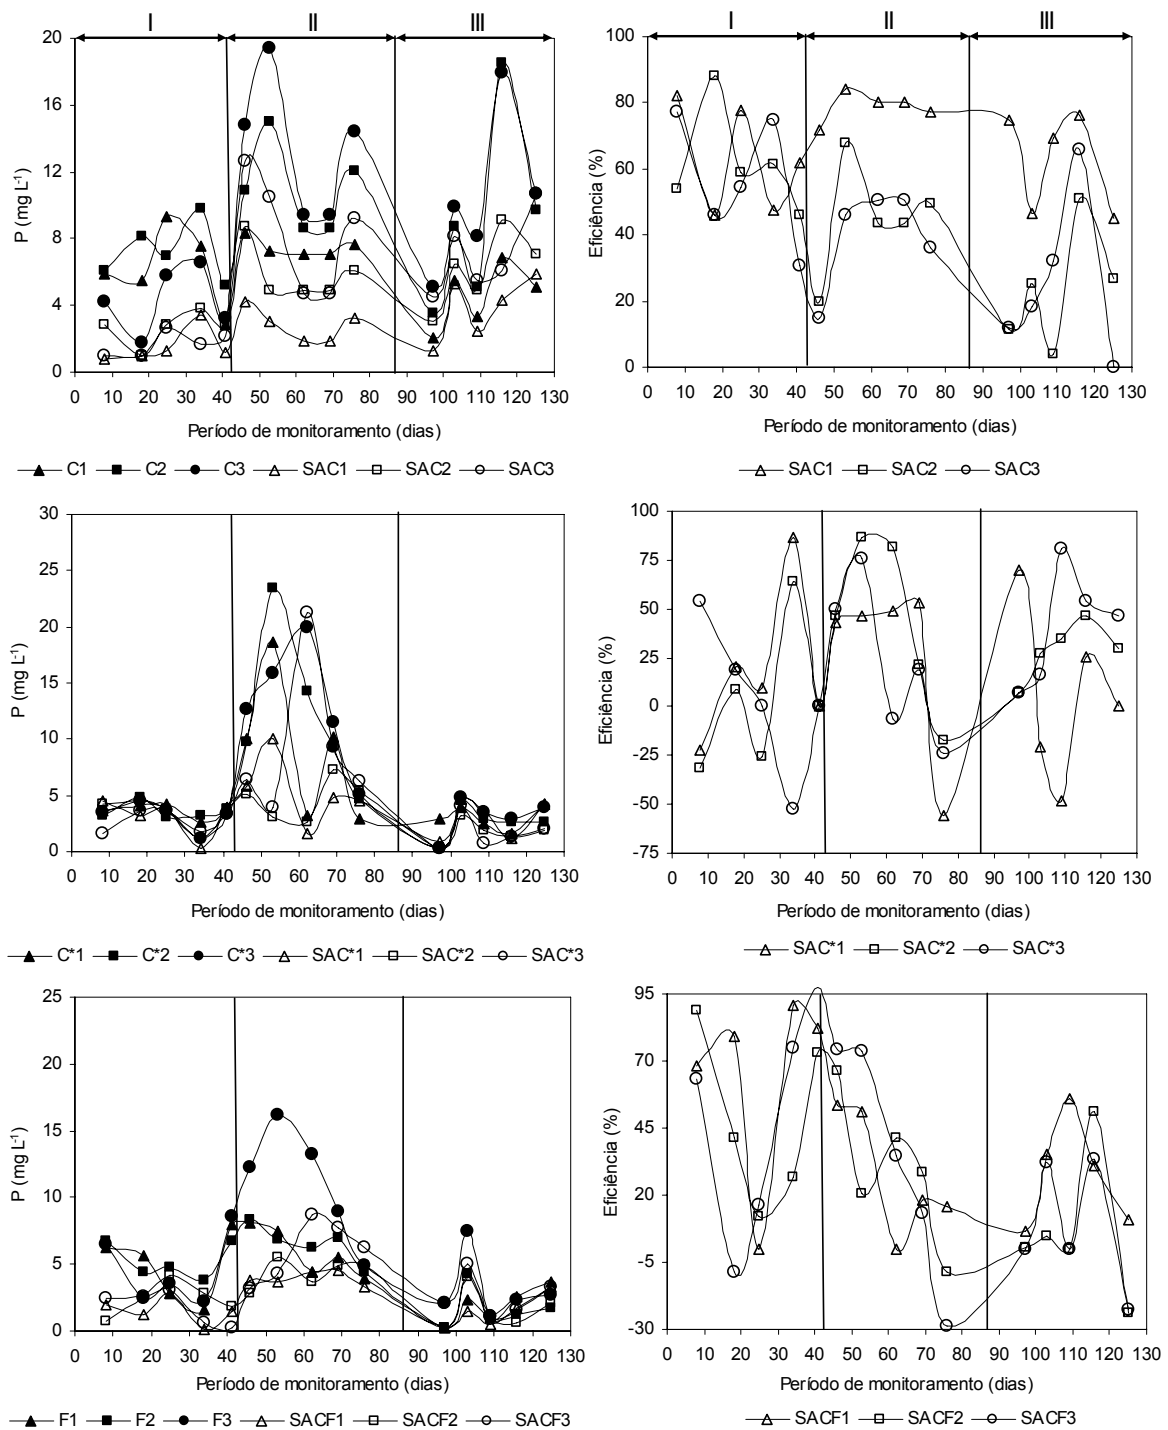 I II III
P (mg L-1)
20
16
12
8
4
0
0 10 20 30 40 50 60 70 80 90 100 110 120 130
Período de monitoramento (dias)
C1 C2 C3 SAC1 SAC2 SAC3
I II III
Eficiência (%)
100
80
60
40
20
0
0 10 20 30 40 50 60 70 80 90 100 110 120 130
Período de monitoramento (dias)
SAC1 SAC2 SAC3
P (mg L-1)
30
25
20
15
10
5
0
0 10 20 30 40 50 60 70 80 90 100 110 120 130
Período de monitoramento (dias)
C*1 C*2 C*3 SAC*1 SAC*2 SAC*3
Eficiência (%)
100
75
50
25
0
-25
-50
-75
0 10 20 30 40 50 60 70 80 90 100 110 120 130
Período de monitoramento (dias)
SAC*1 SAC*2 SAC*3
P (mg L-1)
25
20
15
10
5
0
0 10 20 30 40 50 60 70 80 90 100 110 120 130
Período de monitoramento (dias)
F1 F2 F3 SACF1 SACF2 SACF3
Eficiência (%)
95
70
45
20
-5
-30
0 10 20 30 40 50 60 70 80 90 100 110 120 130
Período de monitoramento (dias)
SACF1 SACF2 SACF3